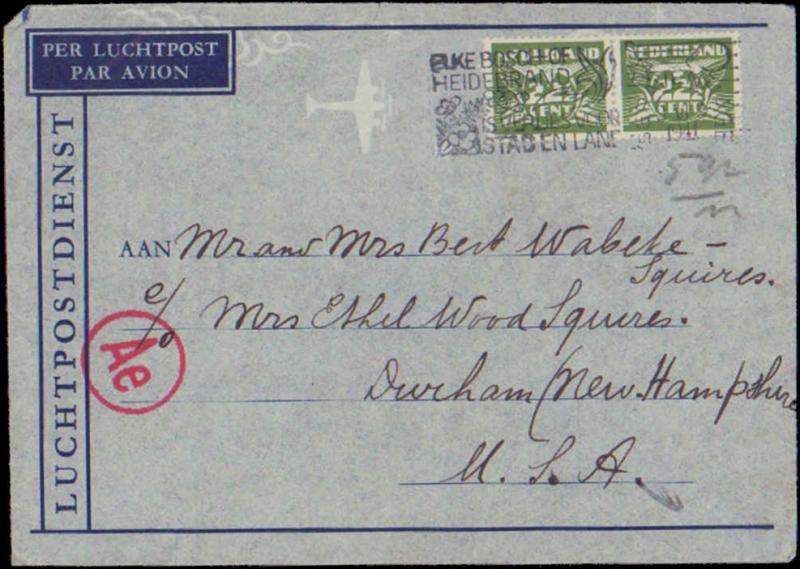 PER LUCHTPOST
PAR AVION
LUCHTPOSTDIENST
NEDERLAND
CENT
NEDERLAND
CENT
ELKE BOSCH OF
HEIDEBRAND
STAD EN LAND
1941
AAN Mr and Mrs Bert Wabeke -
Squires.
c/o Mrs Ethel Wood Squires.
Ae
Durham (New. Hampshire
U. S. A.